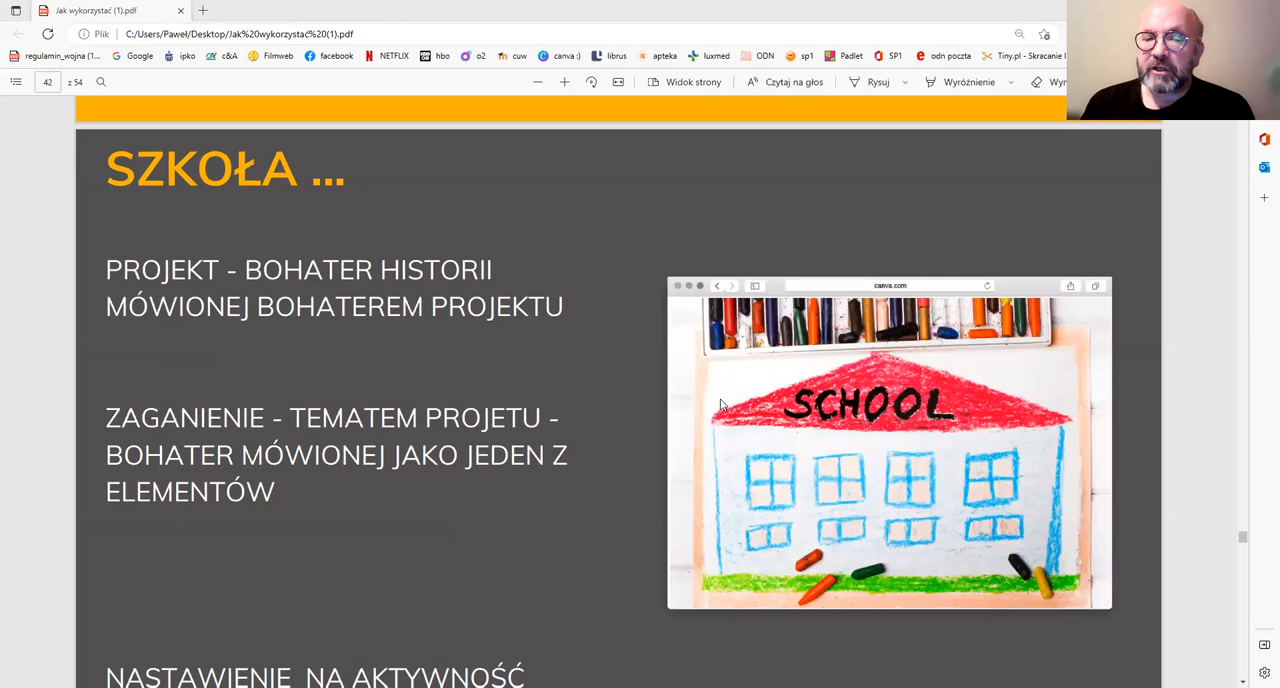 Jak wykorzystać (1).pdf
Plik
C:/Users/Paweł/Desktop/Jak%20wykorzystać%20(1).pdf
regulamin_wojna (1...
Google
ipko
c&A
Filmweb
facebook
NETFLIX
hbo
o2
cuw
canva :)
librus
apteka
luxmed
ODN
sp1
Padlet
SP1
odn poczta
Tiny.pl - Skracanie l
42
z 54
Widok strony
Czytaj na głos
Rysuj
Wyróżnienie
Wyr
SZKOŁA ...
PROJEKT - BOHATER HISTORII
MÓWIONEJ BOHATEREM PROJEKTU
ZAGANIENIE - TEMATEM PROJETU -
BOHATER MÓWIONEJ JAKO JEDEN Z
ELEMENTÓW
NASTAWIENIE NA AKTYWNOŚĆ
canva.com
SCHOOL